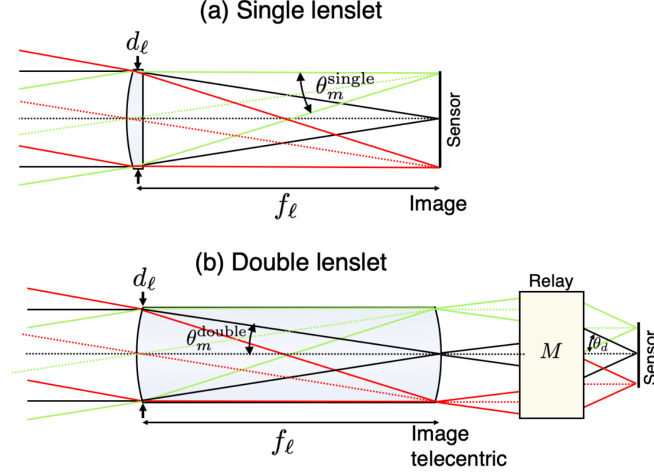 (a) Single lenslet
d_ℓ
θ_m^single
Sensor
f_ℓ
Image
(b) Double lenslet
d_ℓ
Relay
θ_m^double
M
θ_d
Sensor
f_ℓ
Image
telecentric